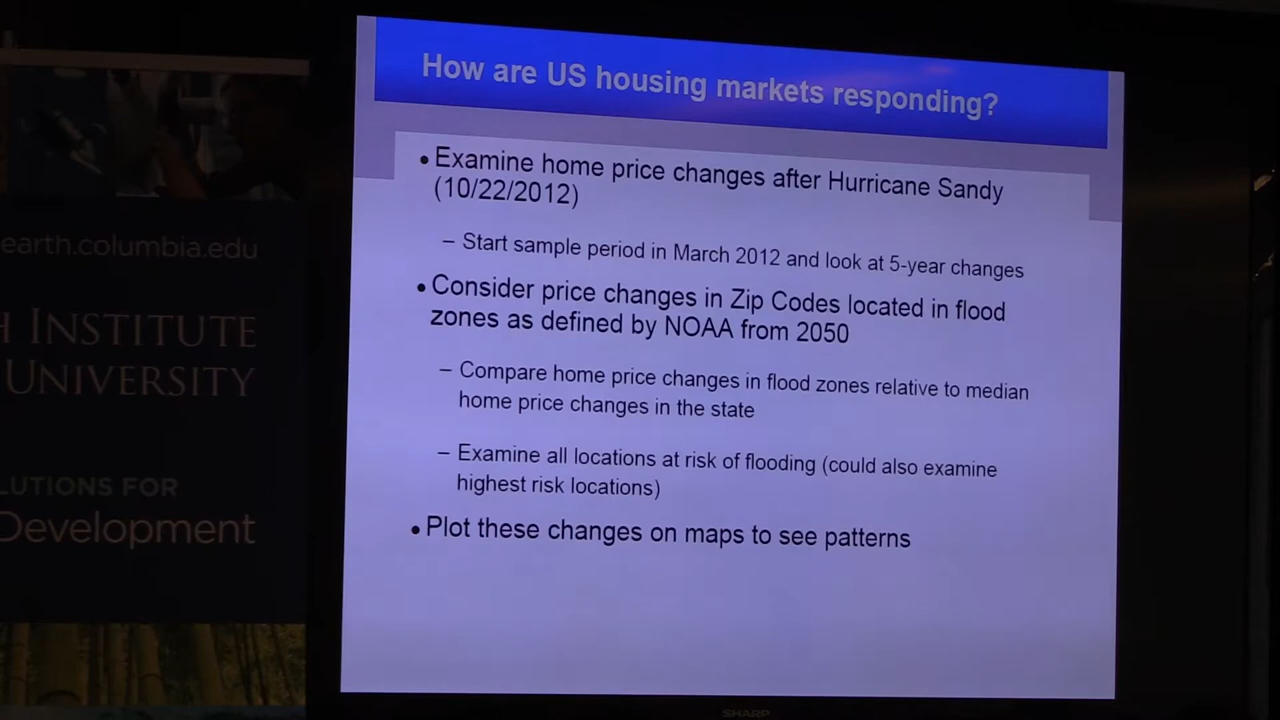 How are US housing markets responding?
• Examine home price changes after Hurricane Sandy
(10/22/2012)
– Start sample period in March 2012 and look at 5-year changes
• Consider price changes in Zip Codes located in flood
zones as defined by NOAA from 2050
– Compare home price changes in flood zones relative to median
home price changes in the state
– Examine all locations at risk of flooding (could also examine
highest risk locations)
• Plot these changes on maps to see patterns
earth.columbia.edu
INSTITUTE
UNIVERSITY
LUTIONS FOR
Development
SHARP